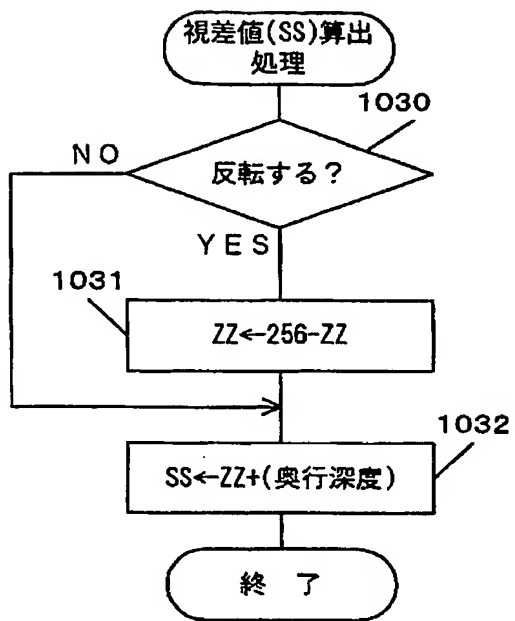 視差値(SS)算出
処理
1030
NO
反転する?
YES
1031
ZZ←256-ZZ
1032
SS←ZZ+(奥行深度)
終 了